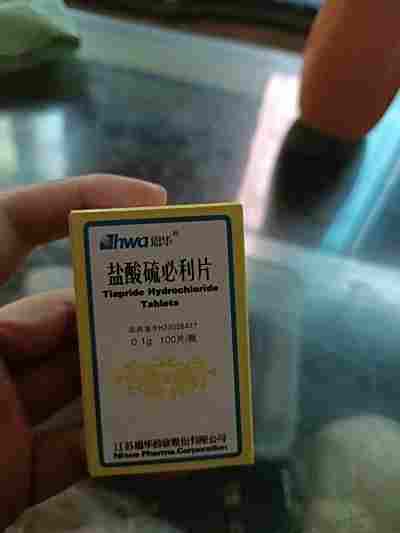 hwa 恩华®
盐酸硫必利片
Tiapride Hydrochloride
Tablets
0.1g 100片/瓶
江苏恩华药业股份有限公司
Nhwa Pharma.Corporation